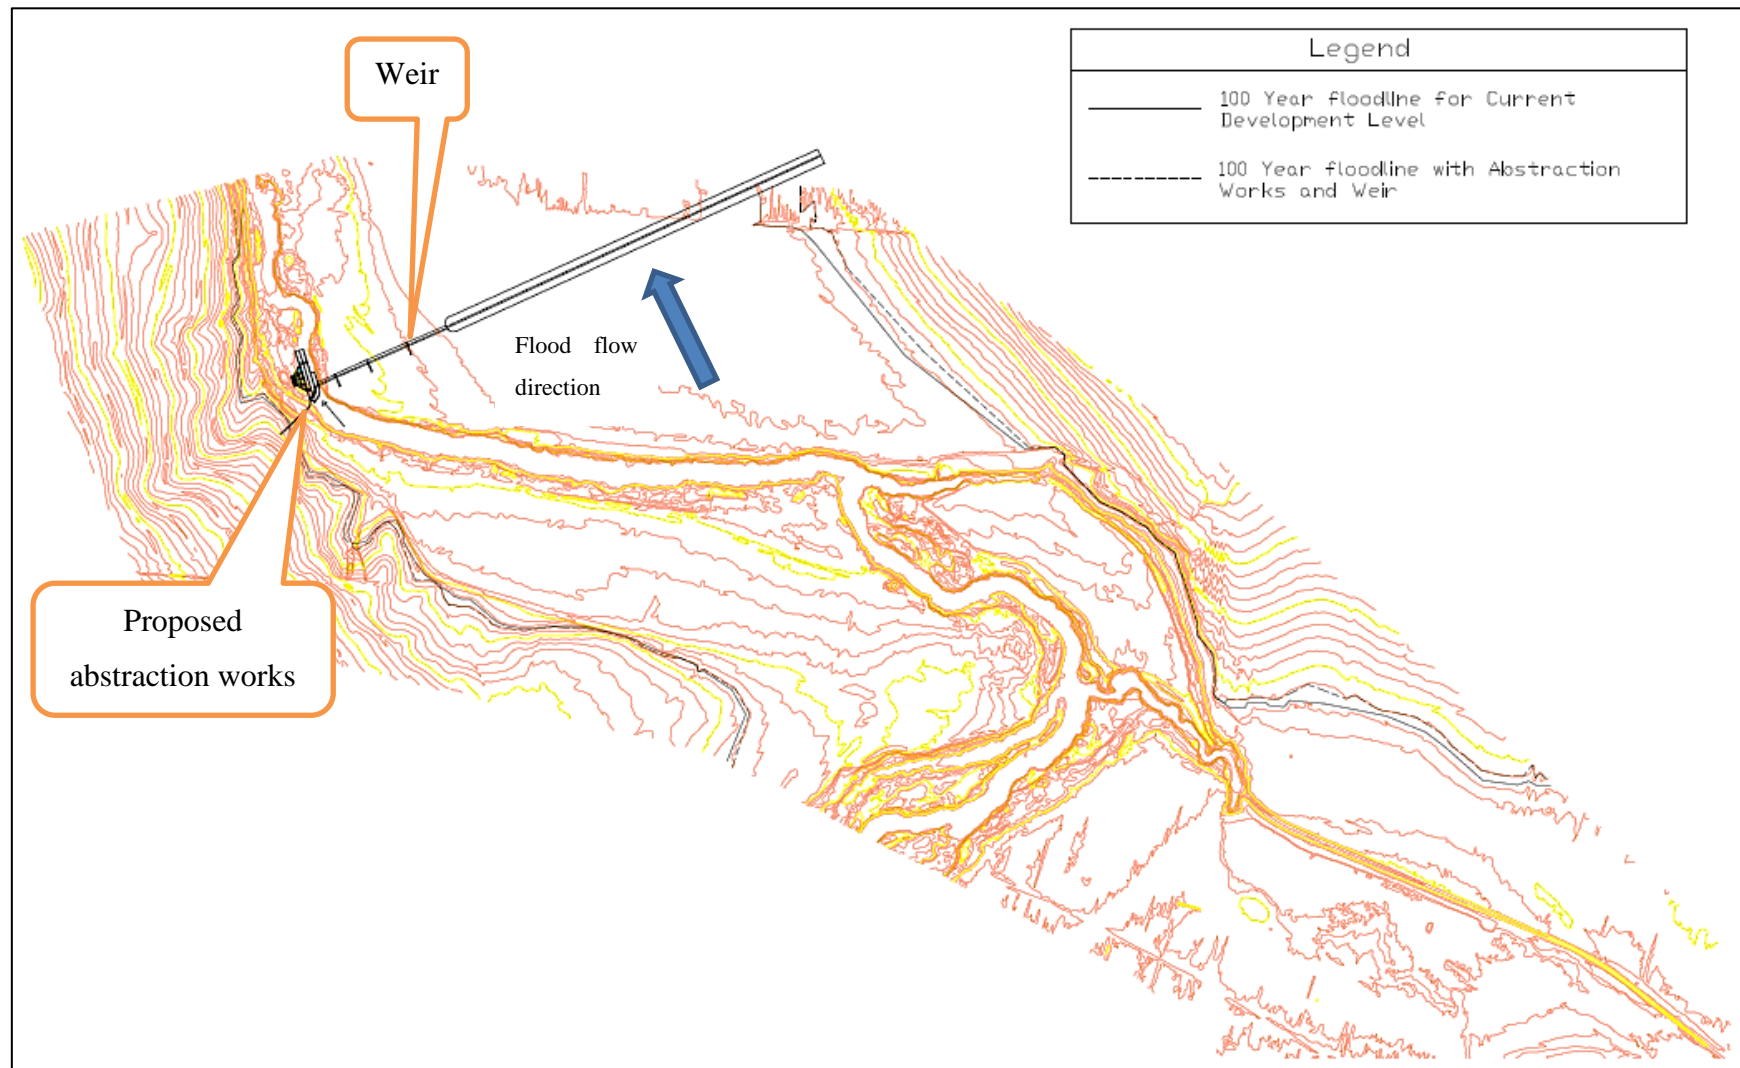 Weir
Legend
100 Year floodline for Current
Development Level
100 Year floodline with Abstraction
Works and Weir
Flood flow
direction
Proposed
abstraction works